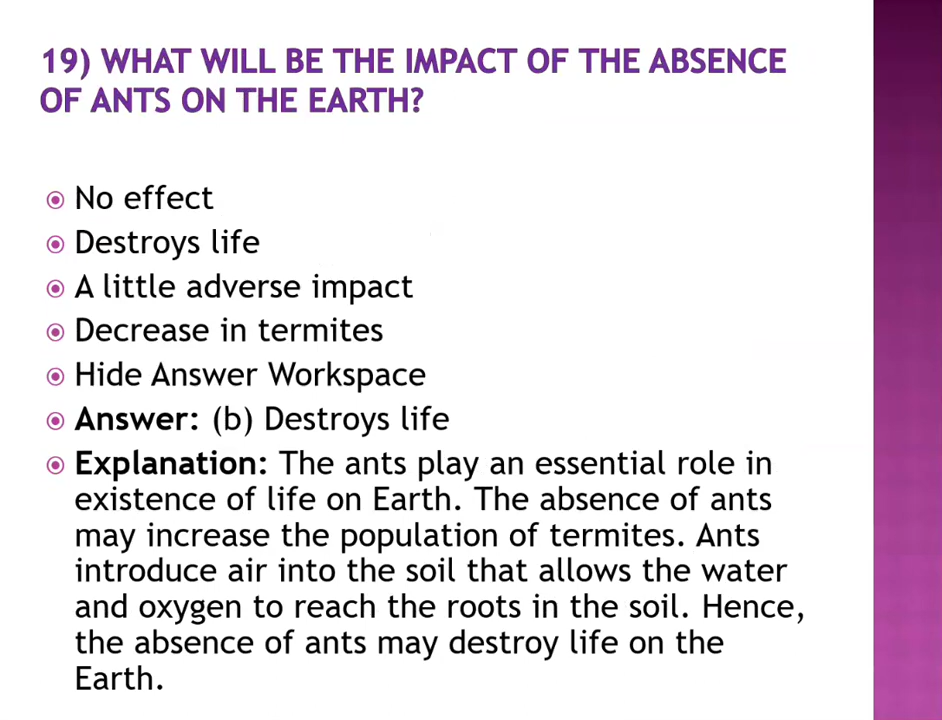 19) WHAT WILL BE THE IMPACT OF THE ABSENCE
OF ANTS ON THE EARTH?
No effect
Destroys life
A little adverse impact
Decrease in termites
Hide Answer Workspace
Answer: (b) Destroys life
Explanation: The ants play an essential role in
existence of life on Earth. The absence of ants
may increase the population of termites. Ants
introduce air into the soil that allows the water
and oxygen to reach the roots in the soil. Hence,
the absence of ants may destroy life on the
Earth.